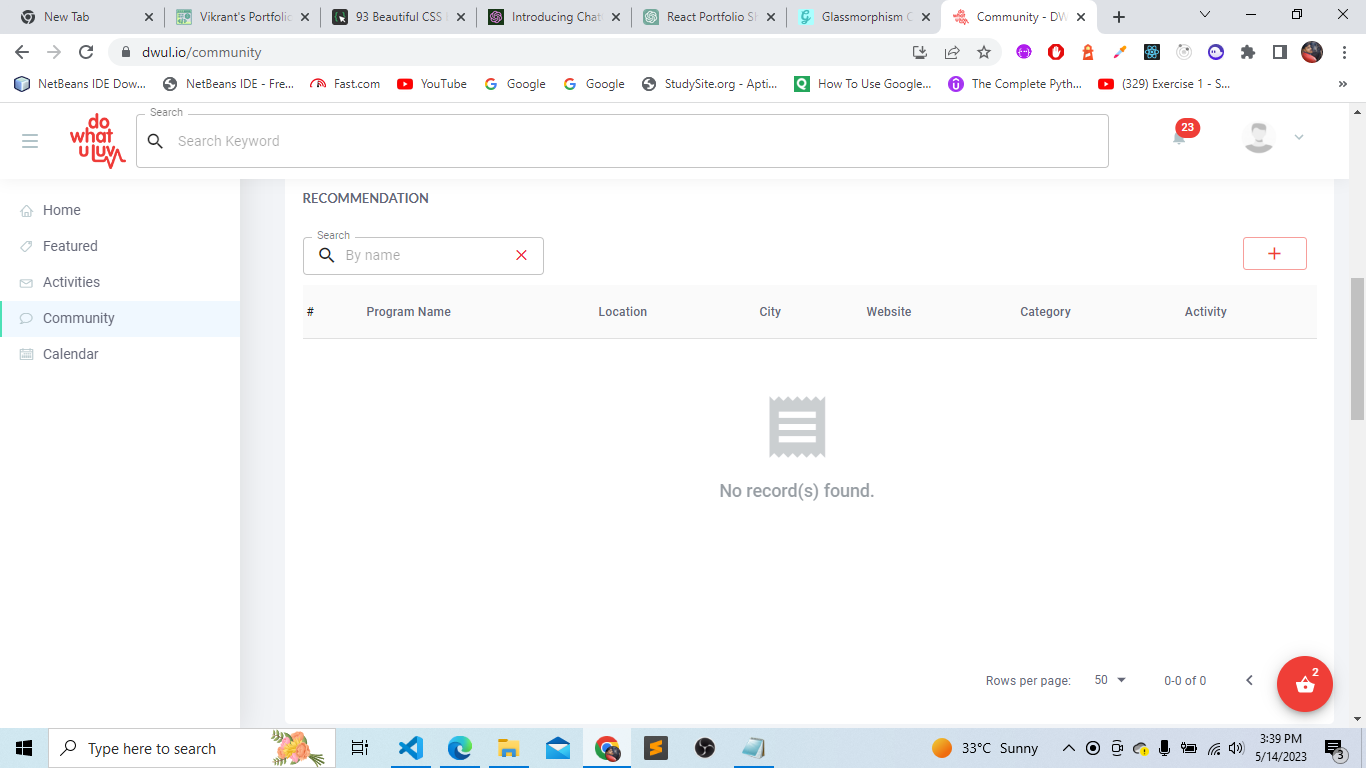 New Tab
Vikrant's Portfolio
93 Beautiful CSS
Introducing Chat
React Portfolio S
Glassmorphism
Community - DW
dwul.io/community
NetBeans IDE Dow...
NetBeans IDE - Fre...
Fast.com
YouTube
Google
Google
StudySite.org - Apti...
How To Use Google...
The Complete Pyth...
(329) Exercise 1 - S...
»
do
what
u luv
Search
Search Keyword
23
Home
Featured
Activities
Community
Calendar
RECOMMENDATION
Search
By name
+
# Program Name Location City Website Category Activity
No record(s) found.
Rows per page: 50 0-0 of 0
2
Type here to search
33°C Sunny
3:39 PM
5/14/2023
3